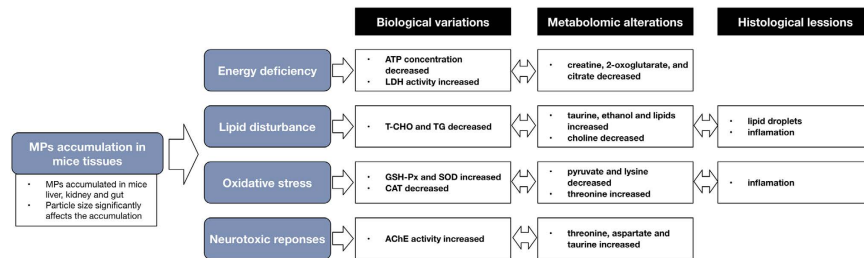 Biological variations
Metabolomic alterations
Histological lessions
Energy deficiency
• ATP concentration
decreased
• LDH activity increased
• creatine, 2-oxoglutarate, and
citrate decreased
Lipid disturbance
• T-CHO and TG decreased
• taurine, ethanol and lipids
increased
• choline decreased
• lipid droplets
• inflamation
MPs accumulation in
mice tissues
• MPs accumulated in mice
liver, kidney and gut
• Particle size significantly
affects the accumulation
Oxidative stress
• GSH-Px and SOD increased
• CAT decreased
• pyruvate and lysine
decreased
• threonine increased
• inflamation
Neurotoxic reponses
• AChE activity increased
• threonine, aspartate and
taurine increased